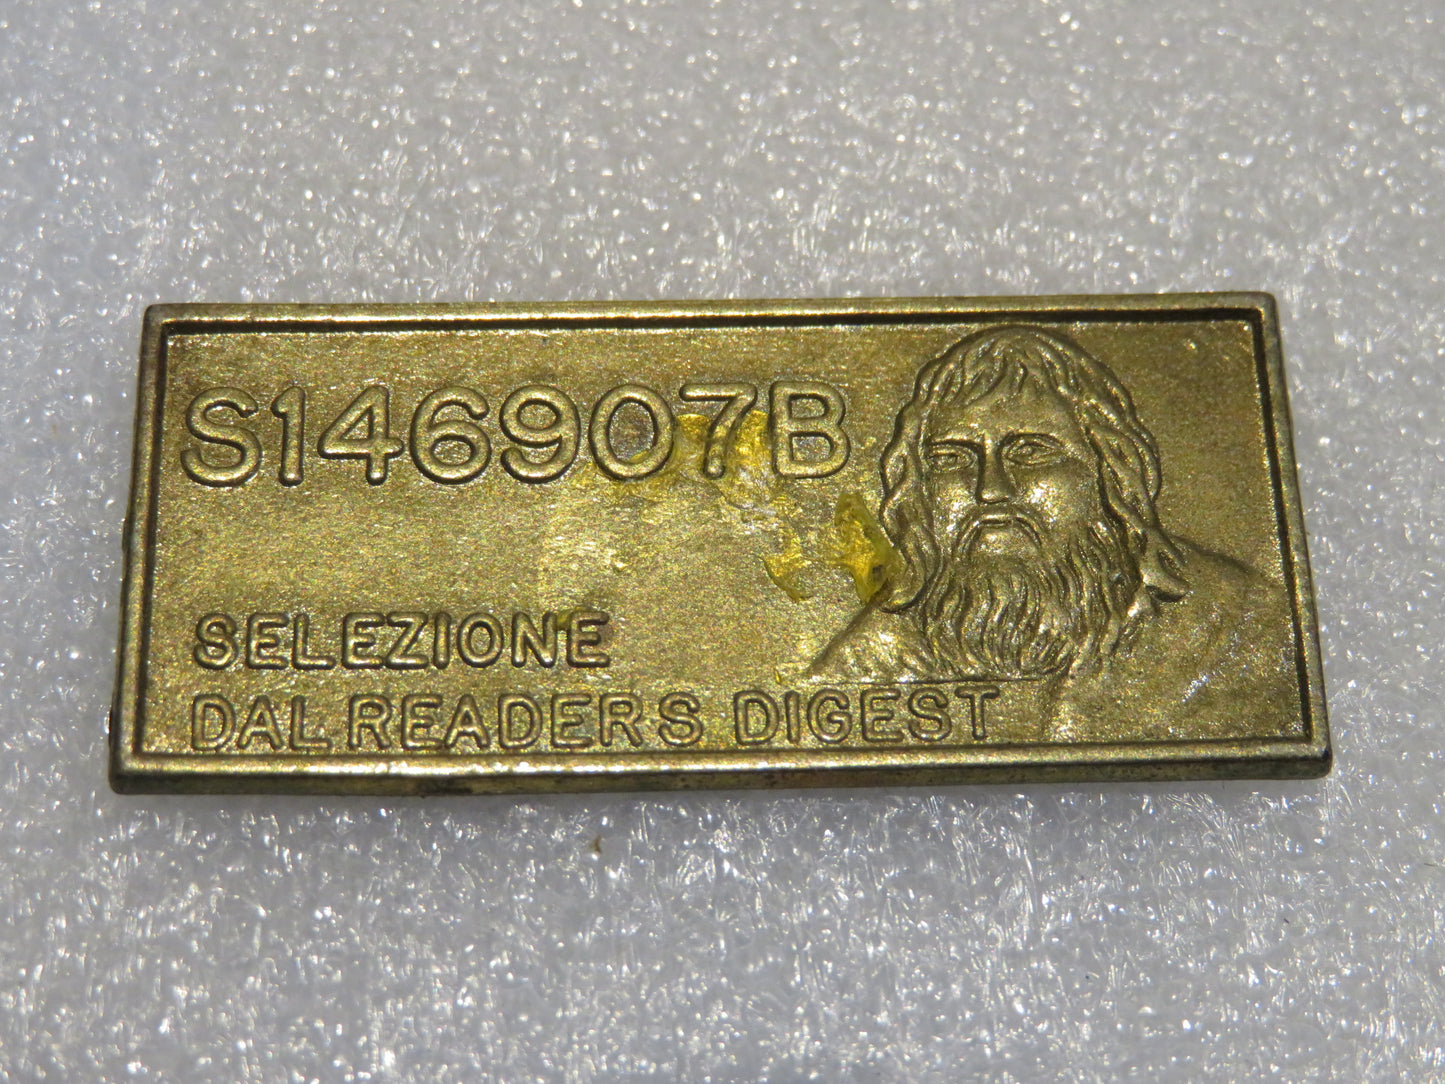 S146907B
SELEZIONE
DAL READERS DIGEST